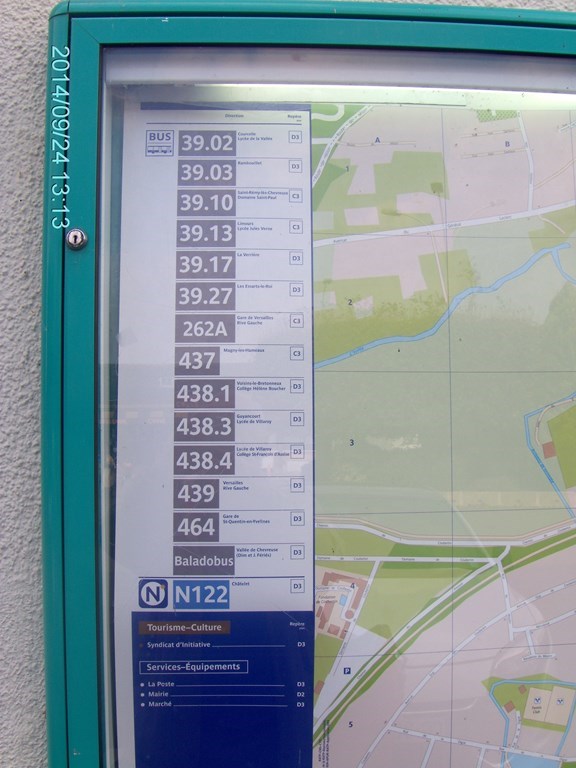 2014/09/24 13:13
Direction Repère
BUS
39.02 Coignières Lycée de la Vallée D3
39.03 Rambouillet D3
39.10 Saint-Rémy-lès-Chevreuse Domaine Saint-Paul C3
39.13 Limours Lycée Jules Verne C3
39.17 La Verrière D3
39.27 Les Essarts-le-Roi D3
262A Gare de Versailles Rive Gauche C3
437 Magny-les-Hameaux C3
438.1 Voisins-le-Bretonneux Collège Hélène Boucher D3
438.3 Guyancourt Lycée de Villaroy D3
438.4 Lycée de Villaroy Collège St-François d'Assise D3
439 Versailles Rive Gauche D3
464 Gare de St-Quentin-en-Yvelines D3
Baladobus Vallée de Chevreuse D3
N N122 Châtelet D3
Tourisme–Culture Repère
Syndicat d'Initiative D3
Services–Équipements
La Poste D3
Mairie D2
Marché D3
A
B
1
2
3
4
P
5